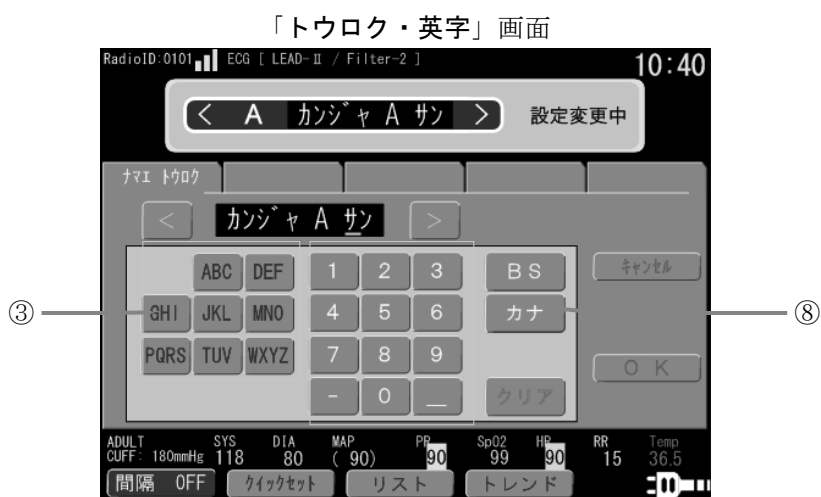 「トウロク・英字」画面
RadioID:0101 ECG [ LEAD-Ⅱ / Filter-2 ] 10:40
< A カンジャ A サン > 設定変更中
ナマエ トウロク
< カンジャ A サン >
ABC DEF 1 2 3 BS キャンセル
③ GHI JKL MNO 4 5 6 カナ ⑧
PQRS TUV WXYZ 7 8 9 OK
- 0 _ クリア
ADULT SYS DIA MAP PR SpO2 HR RR Temp
CUFF: 180mmHg 118 80 ( 90) 90 99 90 15 36.5
間隔 OFF クイックセット リスト トレンド